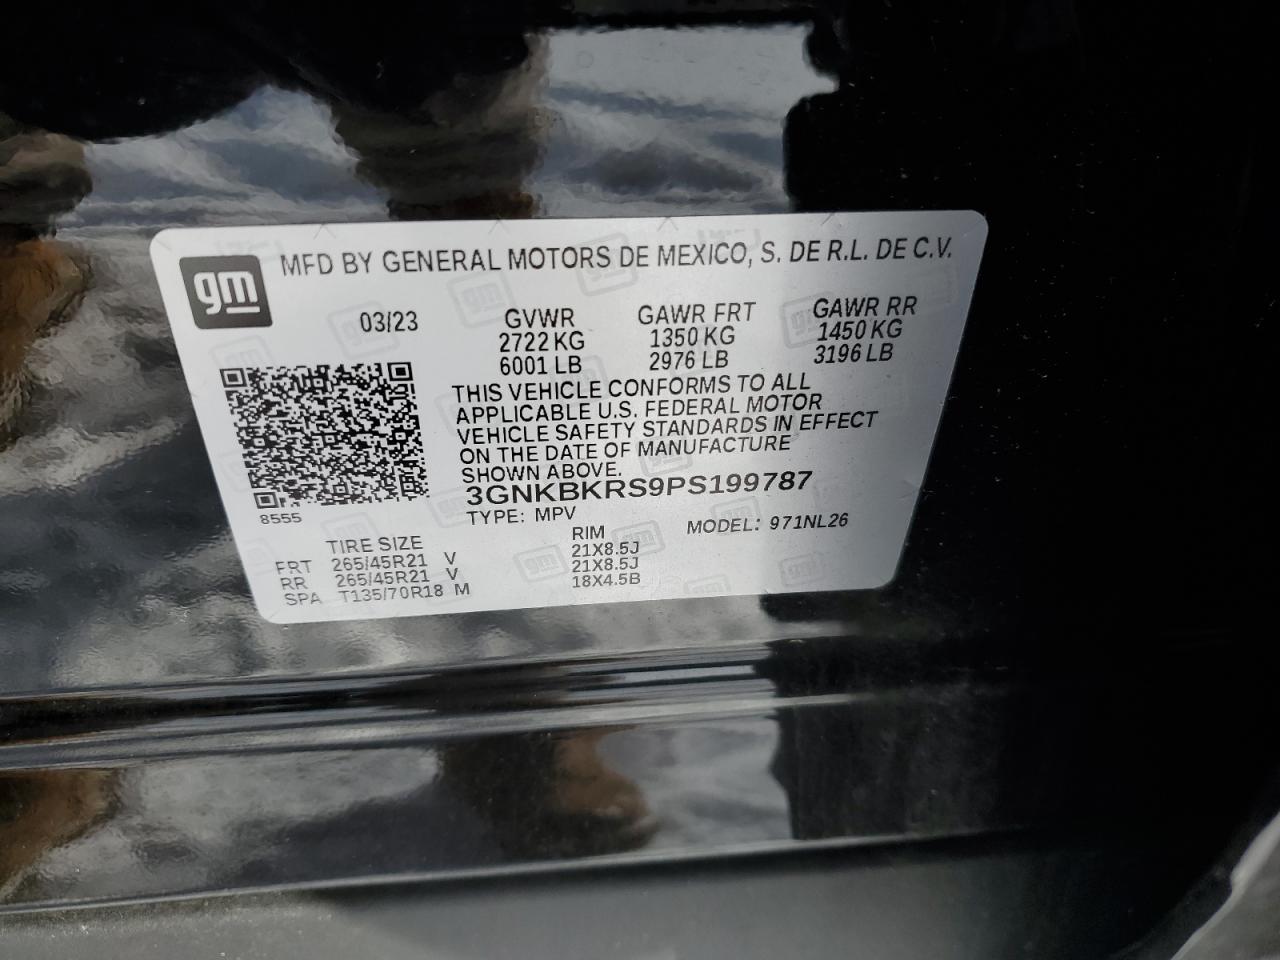 gm
MFD BY GENERAL MOTORS DE MEXICO, S. DE R.L. DE C.V.
03/23
GVWR GAWR FRT GAWR RR
2722 KG 1350 KG 1450 KG
6001 LB 2976 LB 3196 LB
THIS VEHICLE CONFORMS TO ALL
APPLICABLE U.S. FEDERAL MOTOR
VEHICLE SAFETY STANDARDS IN EFFECT
ON THE DATE OF MANUFACTURE
SHOWN ABOVE.
3GNKBKRS9PS199787
8555
TYPE: MPV MODEL: 971NL26
TIRE SIZE RIM
FRT 265/45R21 V 21X8.5J
RR 265/45R21 V 21X8.5J
SPA T135/70R18 M 18X4.5B